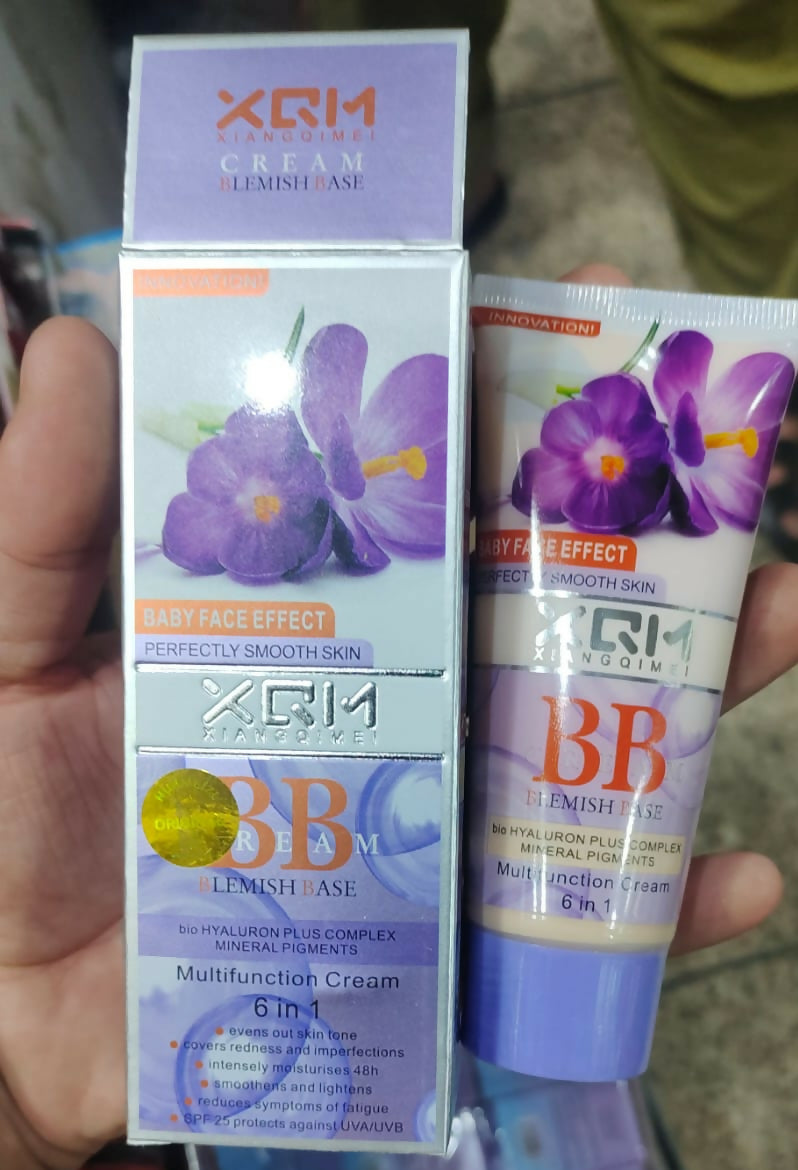 XQM
XIANGQIMEI
CREAM
BLEMISH BASE
INNOVATION!
BABY FACE EFFECT
PERFECTLY SMOOTH SKIN
XQM
XIANGQIMEI
BB
CREAM
BLEMISH BASE
bio HYALURON PLUS COMPLEX
MINERAL PIGMENTS
Multifunction Cream
6 in 1
evens out skin tone
covers redness and imperfections
intensely moisturises 48h
smoothens and lightens
reduces symptoms of fatigue
SPF 25 protects against UVA/UVB
INNOVATION!
BABY FACE EFFECT
PERFECTLY SMOOTH SKIN
XQM
XIANGQIMEI
BB
BLEMISH BASE
bio HYALURON PLUS COMPLEX
MINERAL PIGMENTS
Multifunction Cream
6 in 1